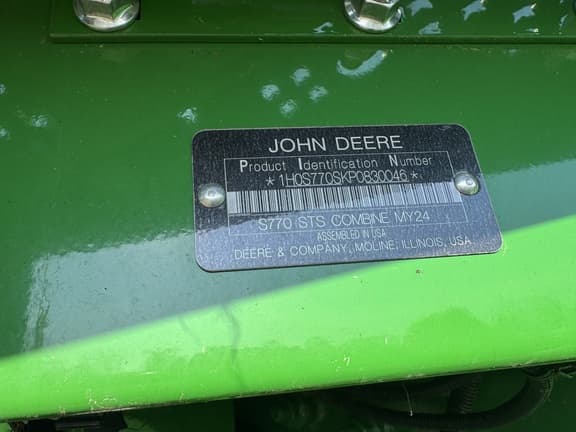 JOHN DEERE
Product Identification Number
*1H0S770SKP0830046*
S770 STS COMBINE MY24
ASSEMBLED IN USA
DEERE & COMPANY, MOLINE, ILLINOIS, USA